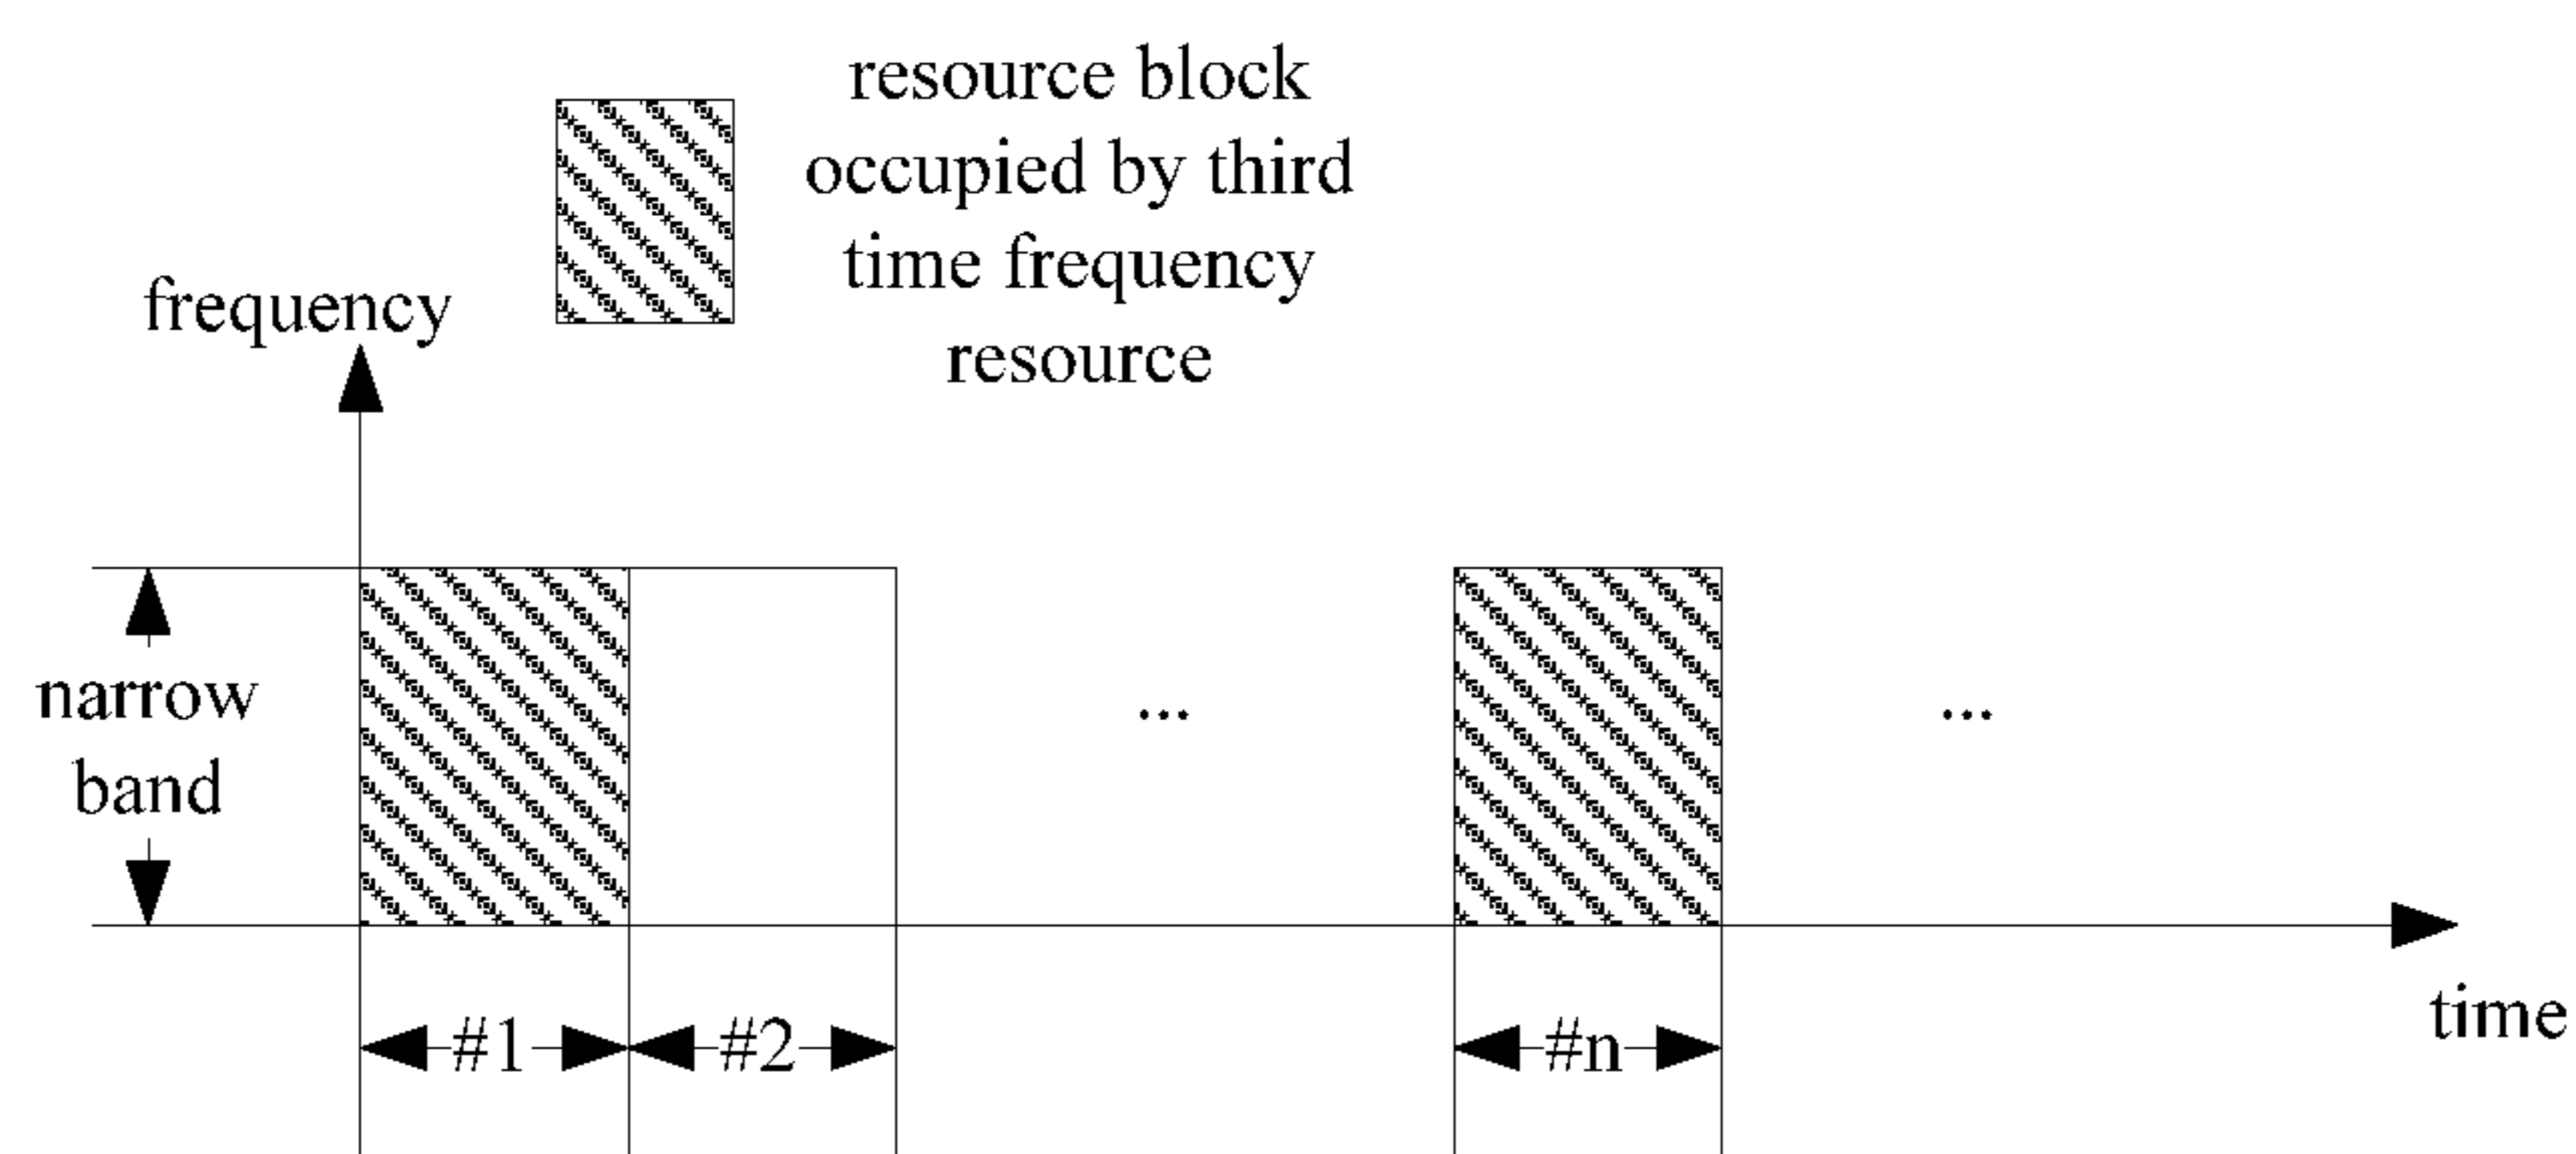 resource block
occupied by third
time frequency
resource
frequency
narrow
band
...
...
#1
#2
#n
time